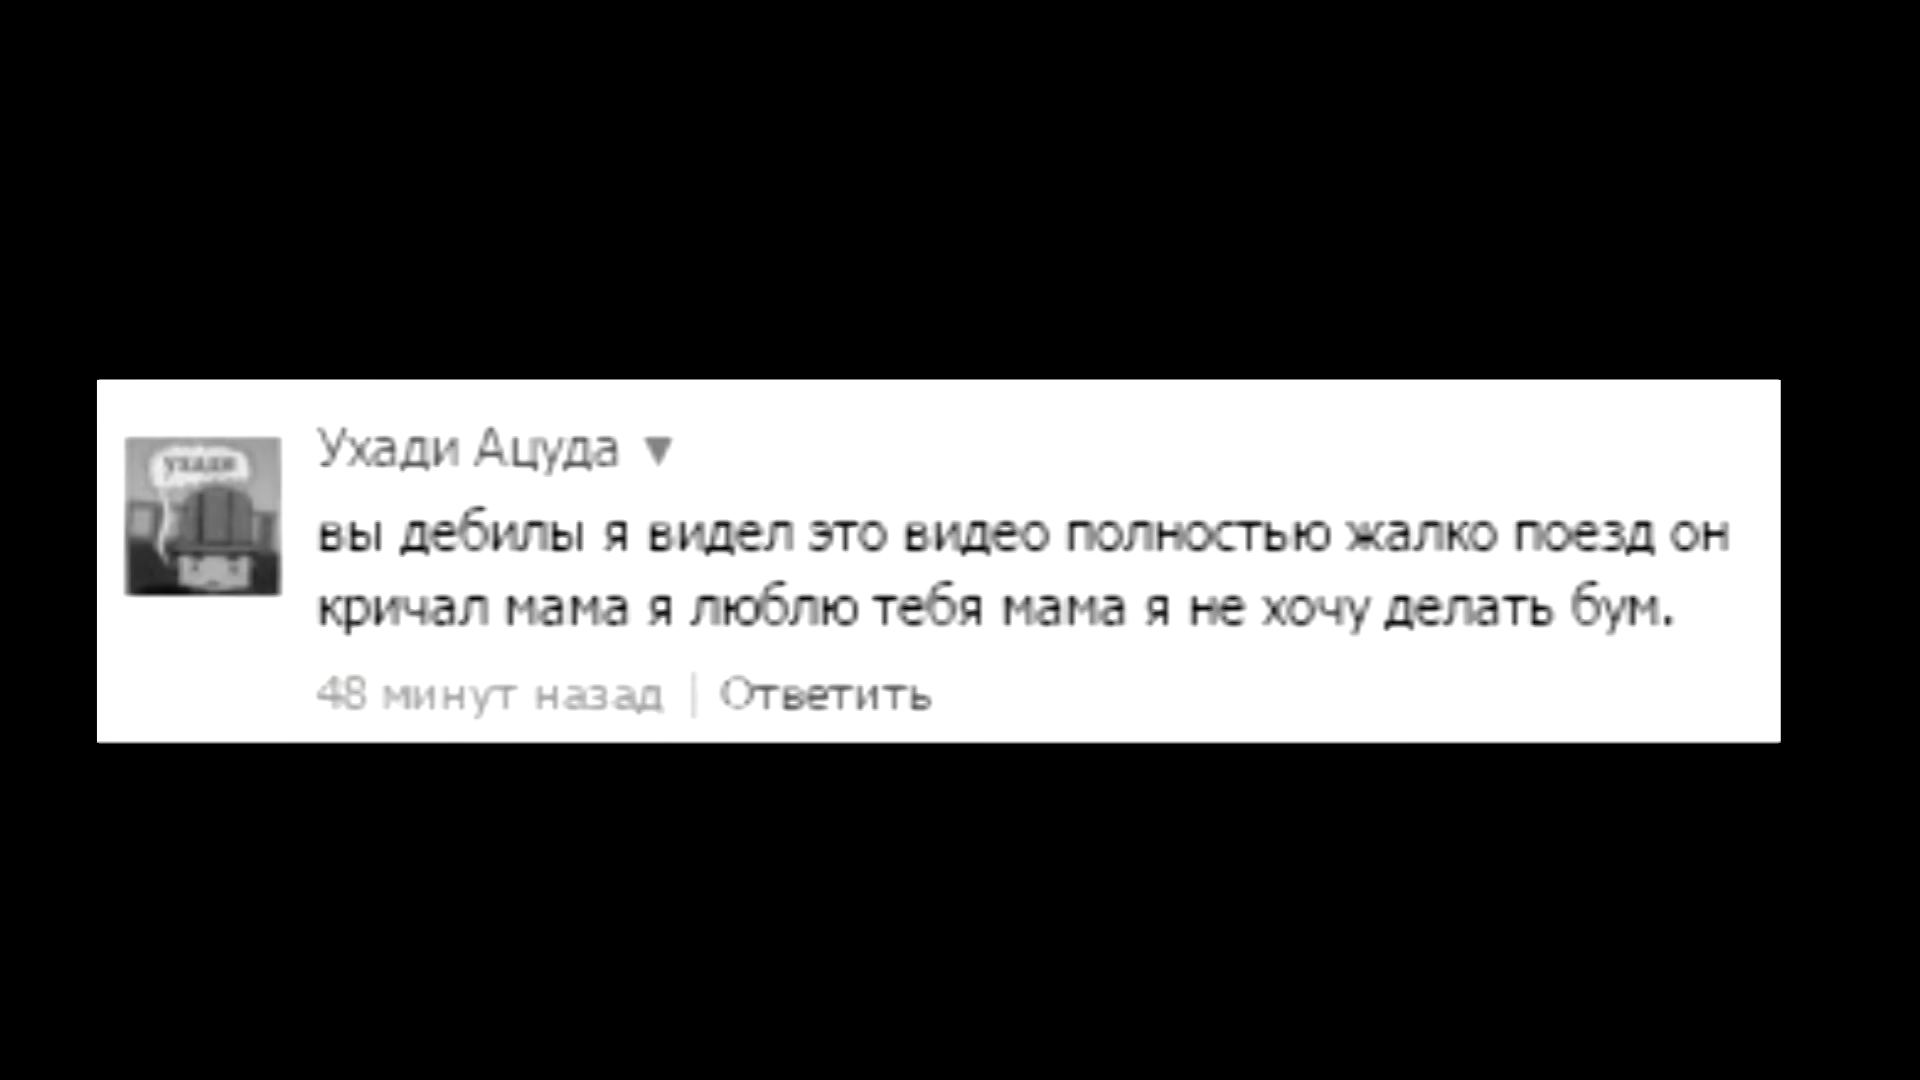 ухади
Ухади Ацуда ▼
вы дебилы я видел это видео полностью жалко поезд он
кричал мама я люблю тебя мама я не хочу делать бум.
48 минут назад | Ответить